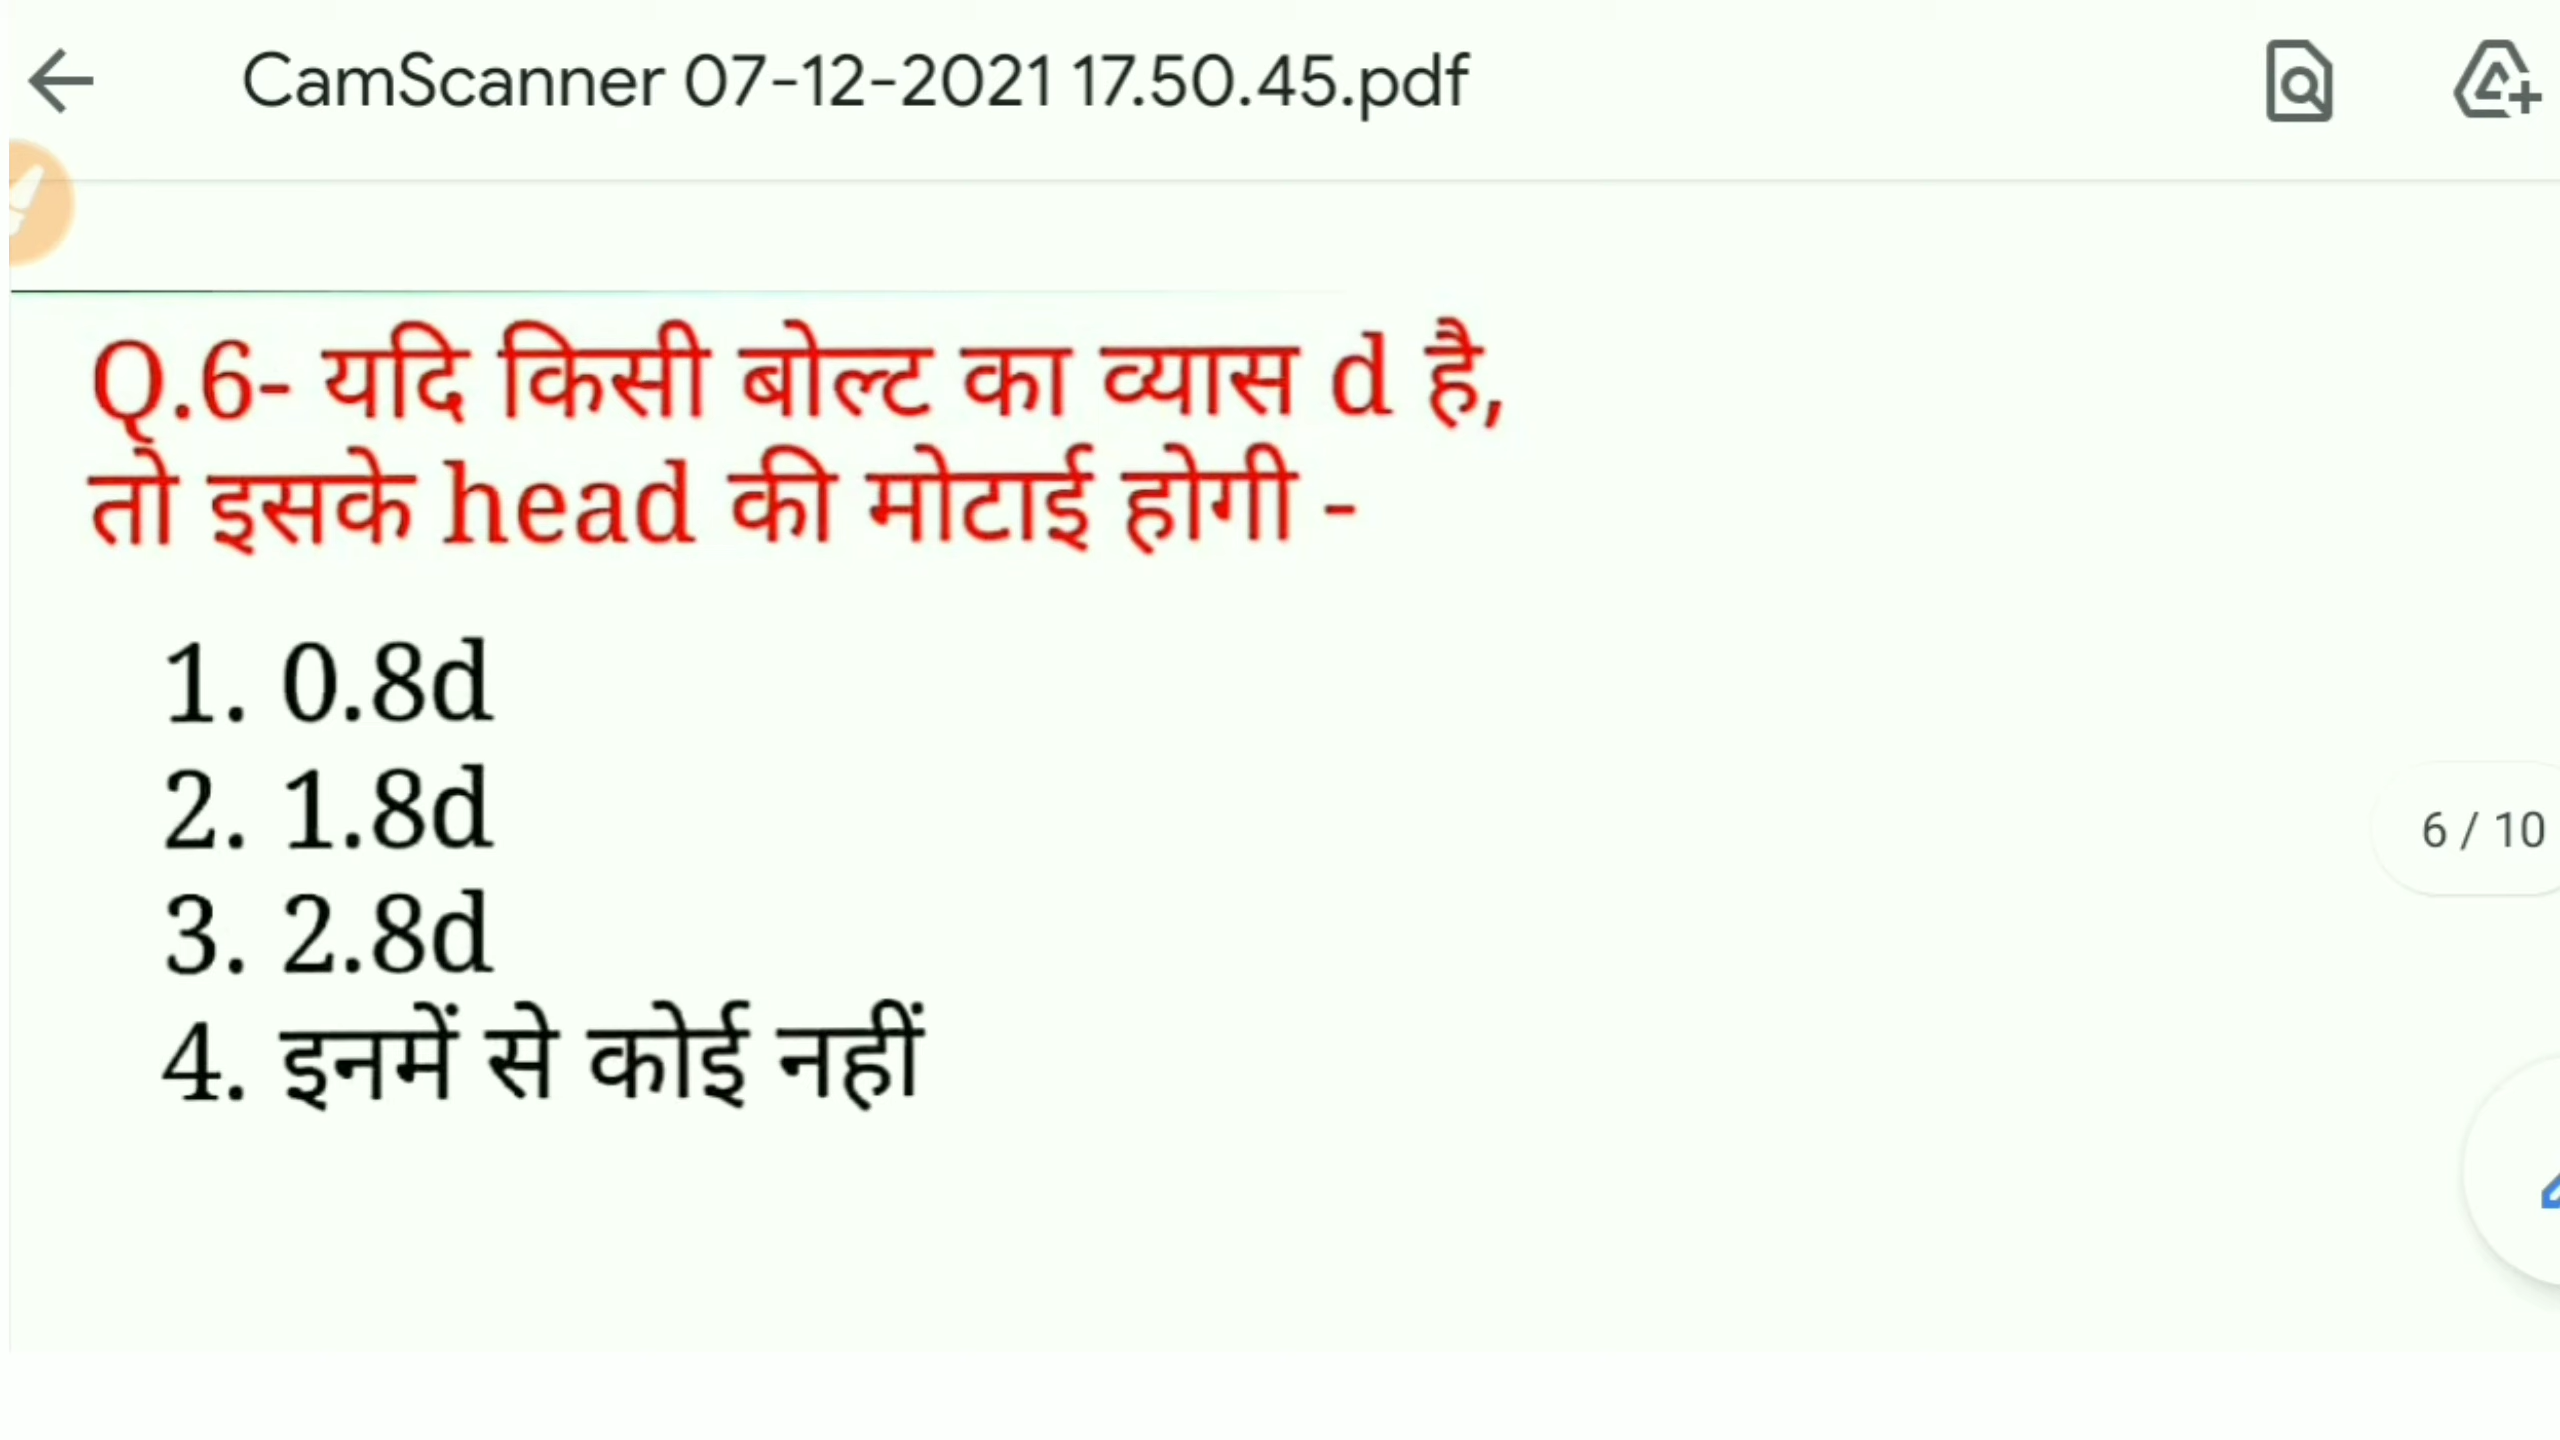 CamScanner 07-12-2021 17.50.45.pdf
Q.6- यदि किसी बोल्ट का व्यास d है,
तो इसके head की मोटाई होगी -
1. 0.8d
2. 1.8d
3. 2.8d
6 / 10
4. इनमें से कोई नहीं